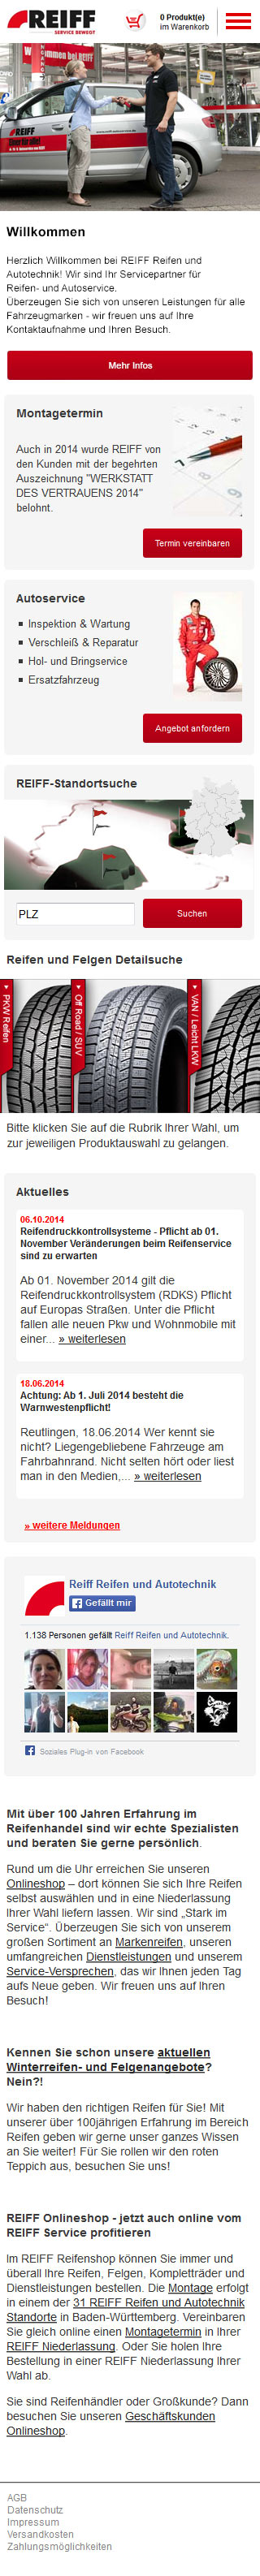 REIFF
SERVICE BEWEGT
0 Produkt(e)
im Warenkorb
REIFF
Willkommen
Herzlich Willkommen bei REIFF Reifen und
Autotechnik! Wir sind Ihr Servicepartner für
Reifen- und Autoservice.
Überzeugen Sie sich von unseren Leistungen für alle
Fahrzeugmarken - wir freuen uns auf Ihre
Kontaktaufnahme und Ihren Besuch.
Mehr Infos
Montagetermin
Auch in 2014 wurde REIFF von
den Kunden mit der begehrten
Auszeichnung "WERKSTATT
DES VERTRAUENS 2014"
belohnt.
Termin vereinbaren
Autoservice
Inspektion & Wartung
Verschleiß & Reparatur
Hol- und Bringservice
Ersatzfahrzeug
Angebot anfordern
REIFF-Standortsuche
PLZ
Suchen
Reifen und Felgen Detailsuche
PKW Reifen
Off Road / SUV
VAN / Leicht LKW
Bitte klicken Sie auf die Rubrik Ihrer Wahl, um
zur jeweiligen Produktauswahl zu gelangen.
Aktuelles
06.10.2014
Reifendruckkontrollsysteme - Pflicht ab 01.
November Veränderungen beim Reifenservice
sind zu erwarten
Ab 01. November 2014 gilt die
Reifendruckkontrollsystem (RDKS) Pflicht
auf Europas Straßen. Unter die Pflicht
fallen alle neuen Pkw und Wohnmobile mit
einer... » weiterlesen
18.06.2014
Achtung: Ab 1. Juli 2014 besteht die
Warnwestenpflicht!
Reutlingen, 18.06.2014 Wer kennt sie
nicht? Liegengebliebene Fahrzeuge am
Fahrbahnrand. Nicht selten hört oder liest
man in den Medien,... » weiterlesen
» weitere Meldungen
Reiff Reifen und Autotechnik
Gefällt mir
1.138 Personen gefällt Reiff Reifen und Autotechnik.
Soziales Plug-in von Facebook
Mit über 100 Jahren Erfahrung im
Reifenhandel sind wir echte Spezialisten
und beraten Sie gerne persönlich.
Rund um die Uhr erreichen Sie unseren
Onlineshop – dort können Sie sich Ihre Reifen
selbst auswählen und in eine Niederlassung
Ihrer Wahl liefern lassen. Wir sind „Stark im
Service“. Überzeugen Sie sich von unserem
großen Sortiment an Markenreifen, unseren
umfangreichen Dienstleistungen und unserem
Service-Versprechen, das wir Ihnen jeden Tag
aufs Neue geben. Wir freuen uns auf Ihren
Besuch!
Kennen Sie schon unsere aktuellen
Winterreifen- und Felgenangebote?
Nein?!
Wir haben den richtigen Reifen für Sie! Mit
unserer über 100jährigen Erfahrung im Bereich
Reifen geben wir gerne unser ganzes Wissen
an Sie weiter! Für Sie rollen wir den roten
Teppich aus, besuchen Sie uns!
REIFF Onlineshop - jetzt auch online vom
REIFF Service profitieren
Im REIFF Reifenshop können Sie immer und
überall Ihre Reifen, Felgen, Kompletträder und
Dienstleistungen bestellen. Die Montage erfolgt
in einem der 31 REIFF Reifen und Autotechnik
Standorte in Baden-Württemberg. Vereinbaren
Sie gleich online einen Montagetermin in Ihrer
REIFF Niederlassung. Oder Sie holen Ihre
Bestellung in einer REIFF Niederlassung Ihrer
Wahl ab.
Sie sind Reifenhändler oder Großkunde? Dann
besuchen Sie unseren Geschäftskunden
Onlineshop.
AGB
Datenschutz
Impressum
Versandkosten
Zahlungsmöglichkeiten